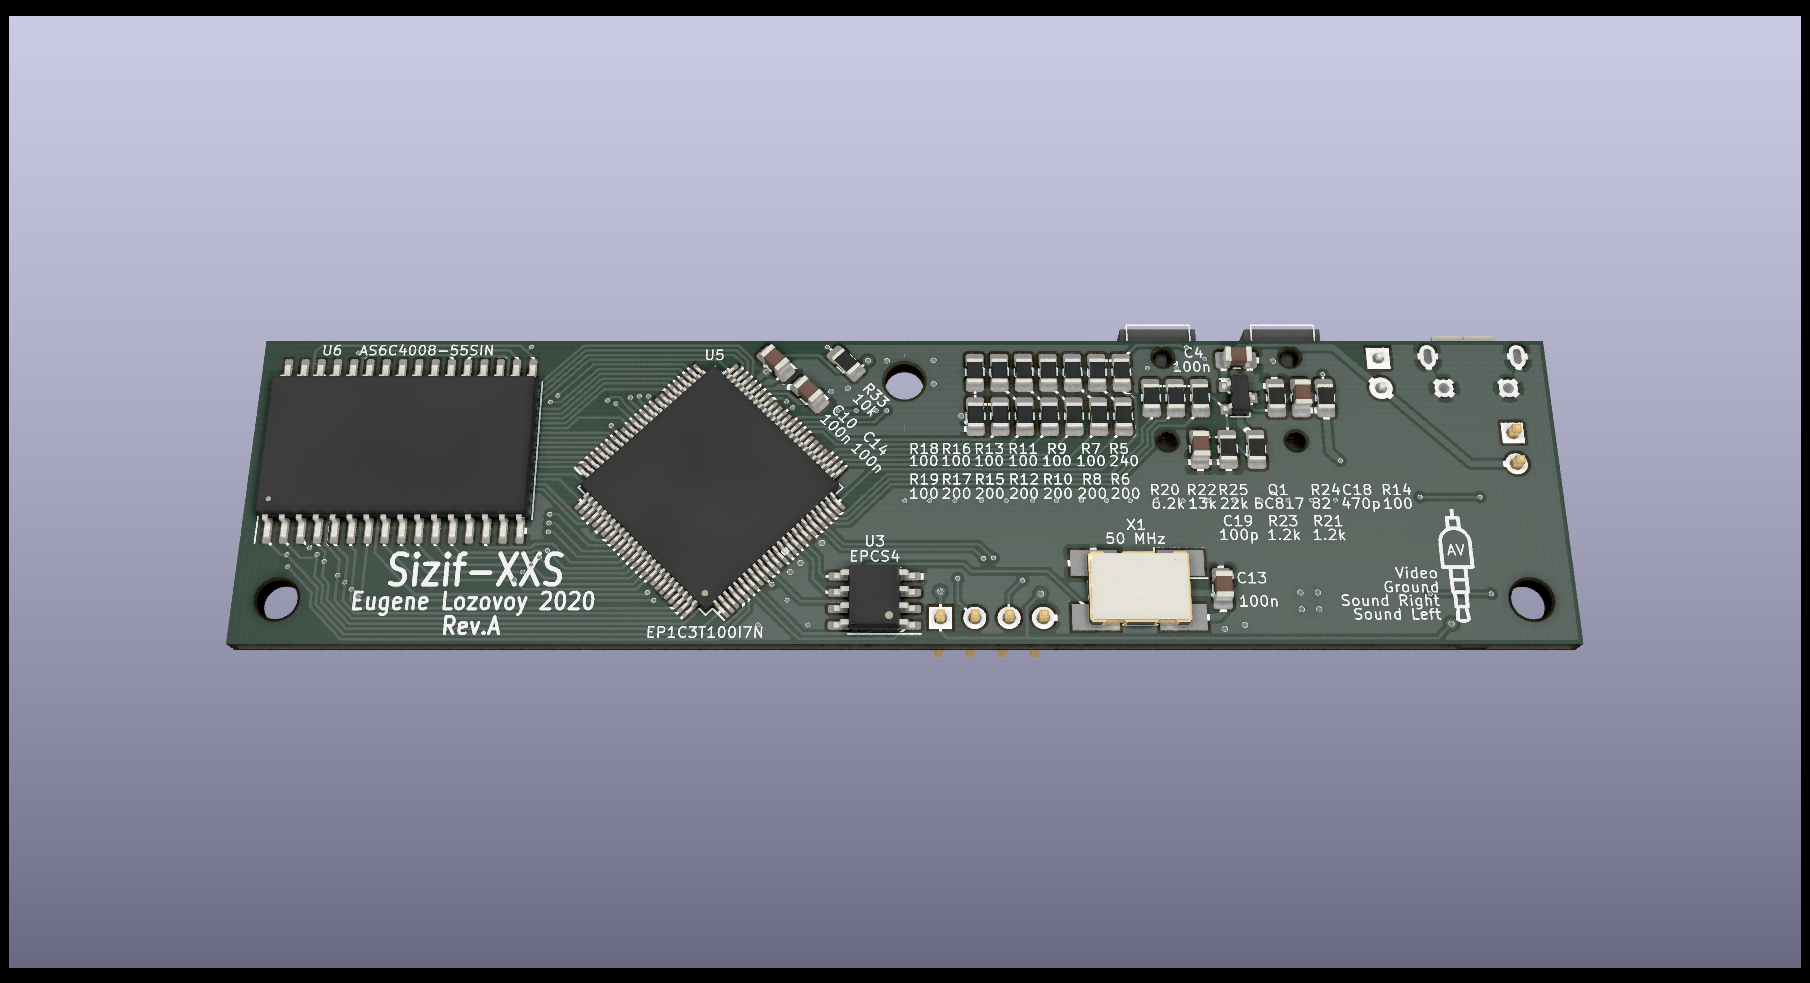 U6 AS6C4008-55SIN
U5
C4
100n
R33
10k
C10
100n
C14
100n
R18 R16 R13 R11 R9 R7 R5
100 100 100 100 100 100 240
R19 R17 R15 R12 R10 R8 R6
100 200 200 200 200 200 200
R20 R22 R25 Q1 R24 C18 R14
6.2k 13k 22k BC817 82 470p 100
C19 R23 R21
100p 1.2k 1.2k
X1
50 MHz
U3
EPCS4
C13
100n
AV
Video
Ground
Sound Right
Sound Left
Sizif-XXS
Eugene Lozovoy 2020
Rev.A
EP1C3T100I7N